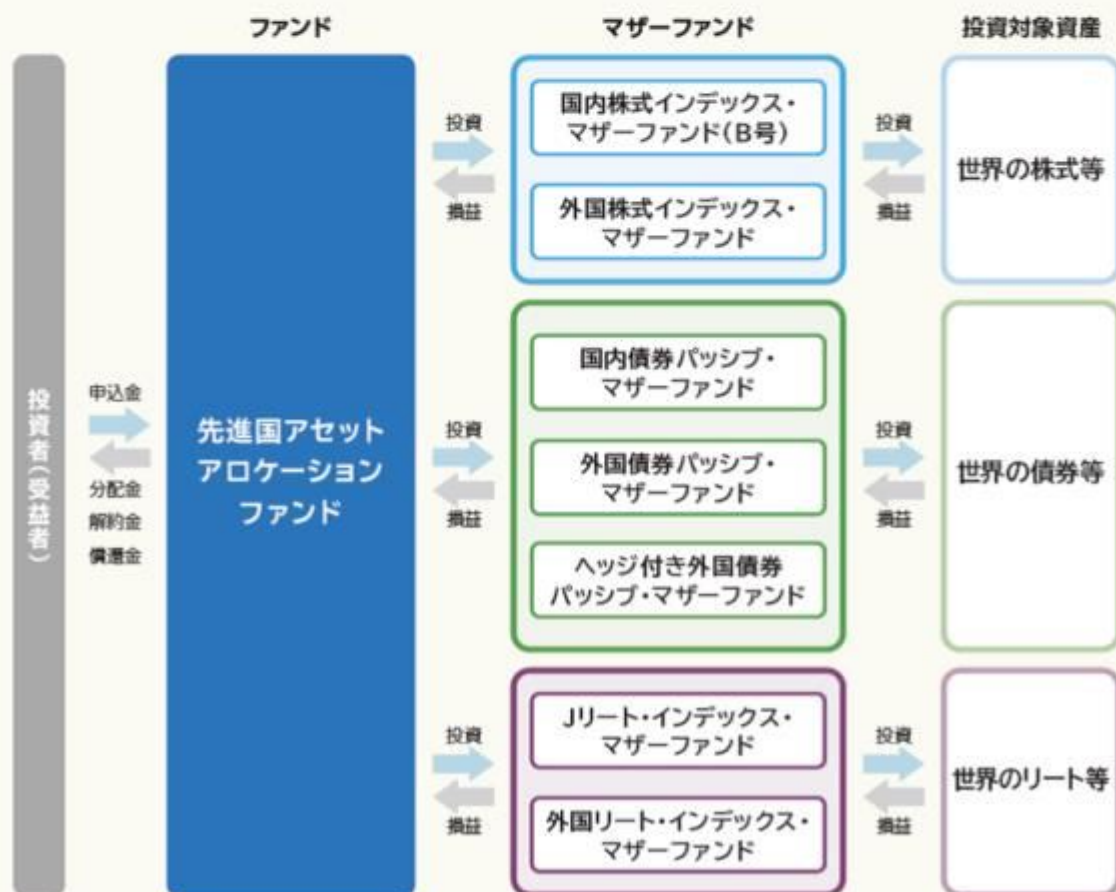 ファンド
マザーファンド
投資対象資産
投資者(受益者)
申込金
分配金
解約金
償還金
先進国アセット
アロケーション
ファンド
投資
損益
国内株式インデックス・
マザーファンド(B号)
外国株式インデックス・
マザーファンド
投資
損益
世界の株式等
投資
損益
国内債券パッシブ・
マザーファンド
外国債券パッシブ・
マザーファンド
ヘッジ付き外国債券
パッシブ・マザーファンド
投資
損益
世界の債券等
投資
損益
Jリート・インデックス・
マザーファンド
外国リート・インデックス・
マザーファンド
投資
損益
世界のリート等